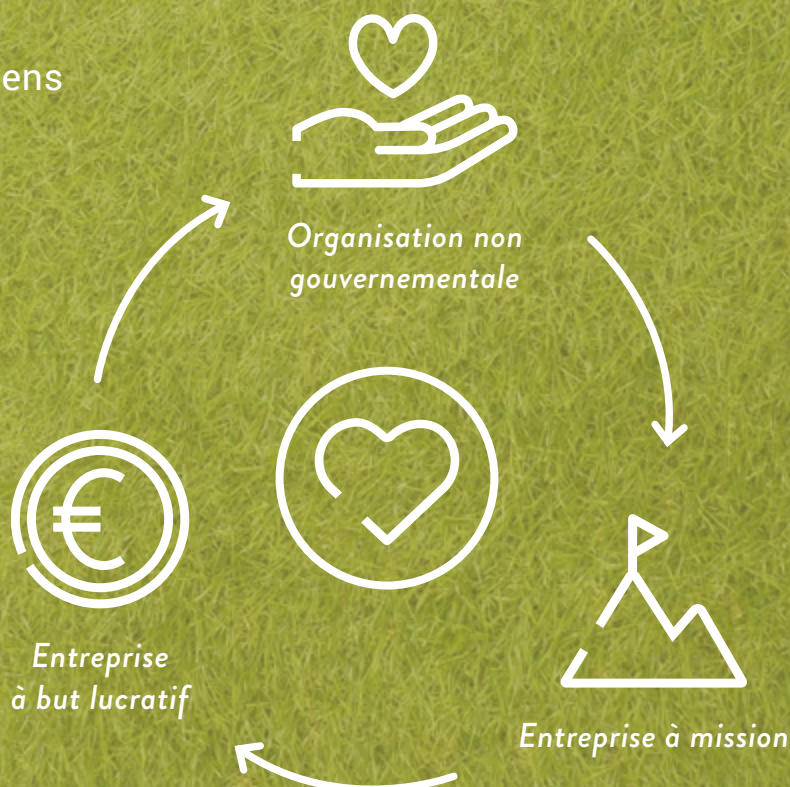 ens
Organisation non
gouvernementale
€
Entreprise
à but lucratif
Entreprise à mission